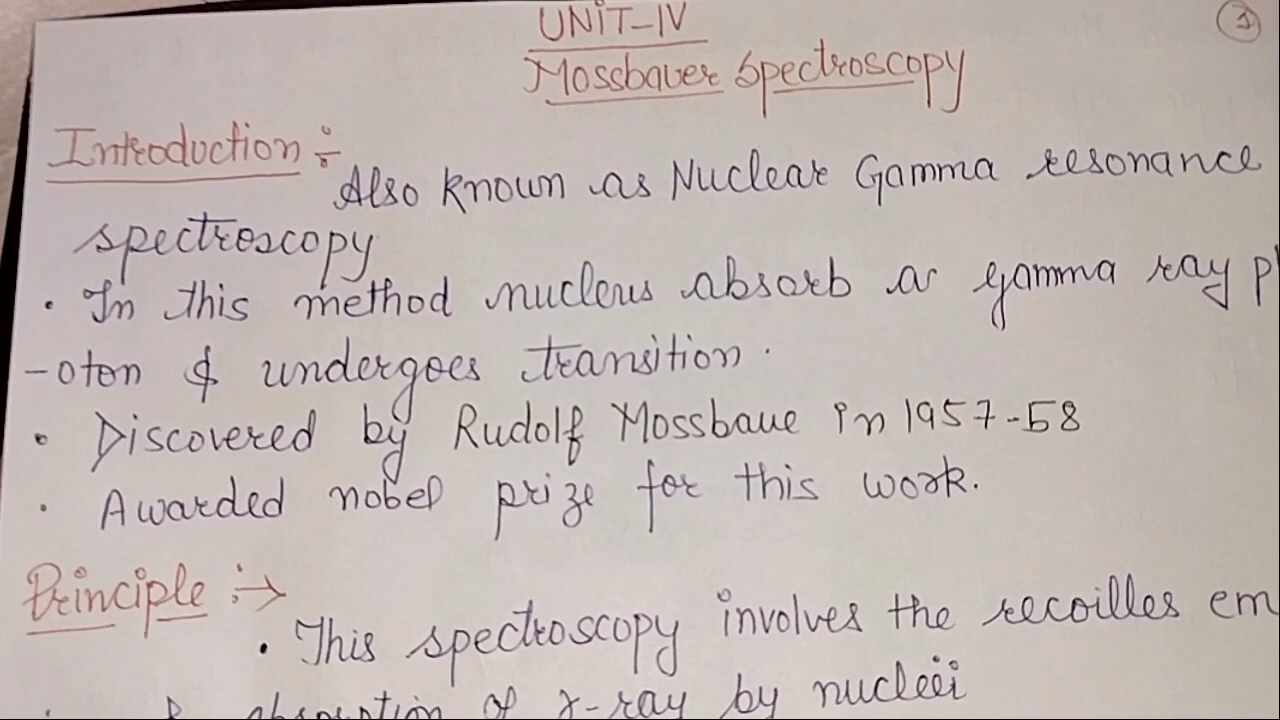 UNIT-IV
1
Mossbauer Spectroscopy
Introduction :-
Also known as Nuclear Gamma resonance
spectroscopy
• In this method nucleus absorb a gamma ray ph
-oton & undergoes transition.
• Discovered by Rudolf Mossbaue in 1957-58
• Awarded nobel prize for this work.
Principle :→
• This spectroscopy involves the recoilles em
& absorption of γ-ray by nucleii